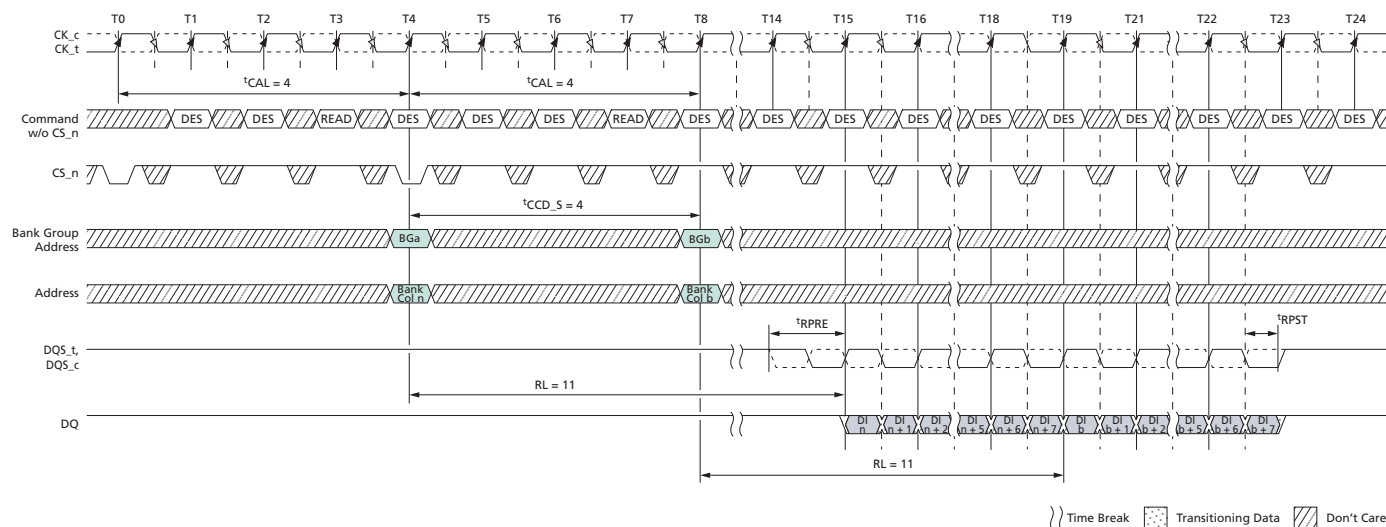 T0 T1 T2 T3 T4 T5 T6 T7 T8 T14 T15 T16 T18 T19 T21 T22 T23 T24
CK_c
CK_t
tCAL = 4 tCAL = 4
Command w/o CS_n
DES DES READ DES DES DES READ DES DES DES DES DES DES DES DES DES DES
CS_n
tCCD_S = 4
Bank Group Address
BGa BGb
Address
Bank Col n
Bank Col b
tRPRE tRPST
DQS_t, DQS_c
RL = 11
DQ
DI n
DI n + 1
DI n + 2
DI n + 5
DI n + 6
DI n + 7
DI b
DI b + 1
DI b + 2
DI b + 5
DI b + 6
DI b + 7
RL = 11
Time Break Transitioning Data Don't Care